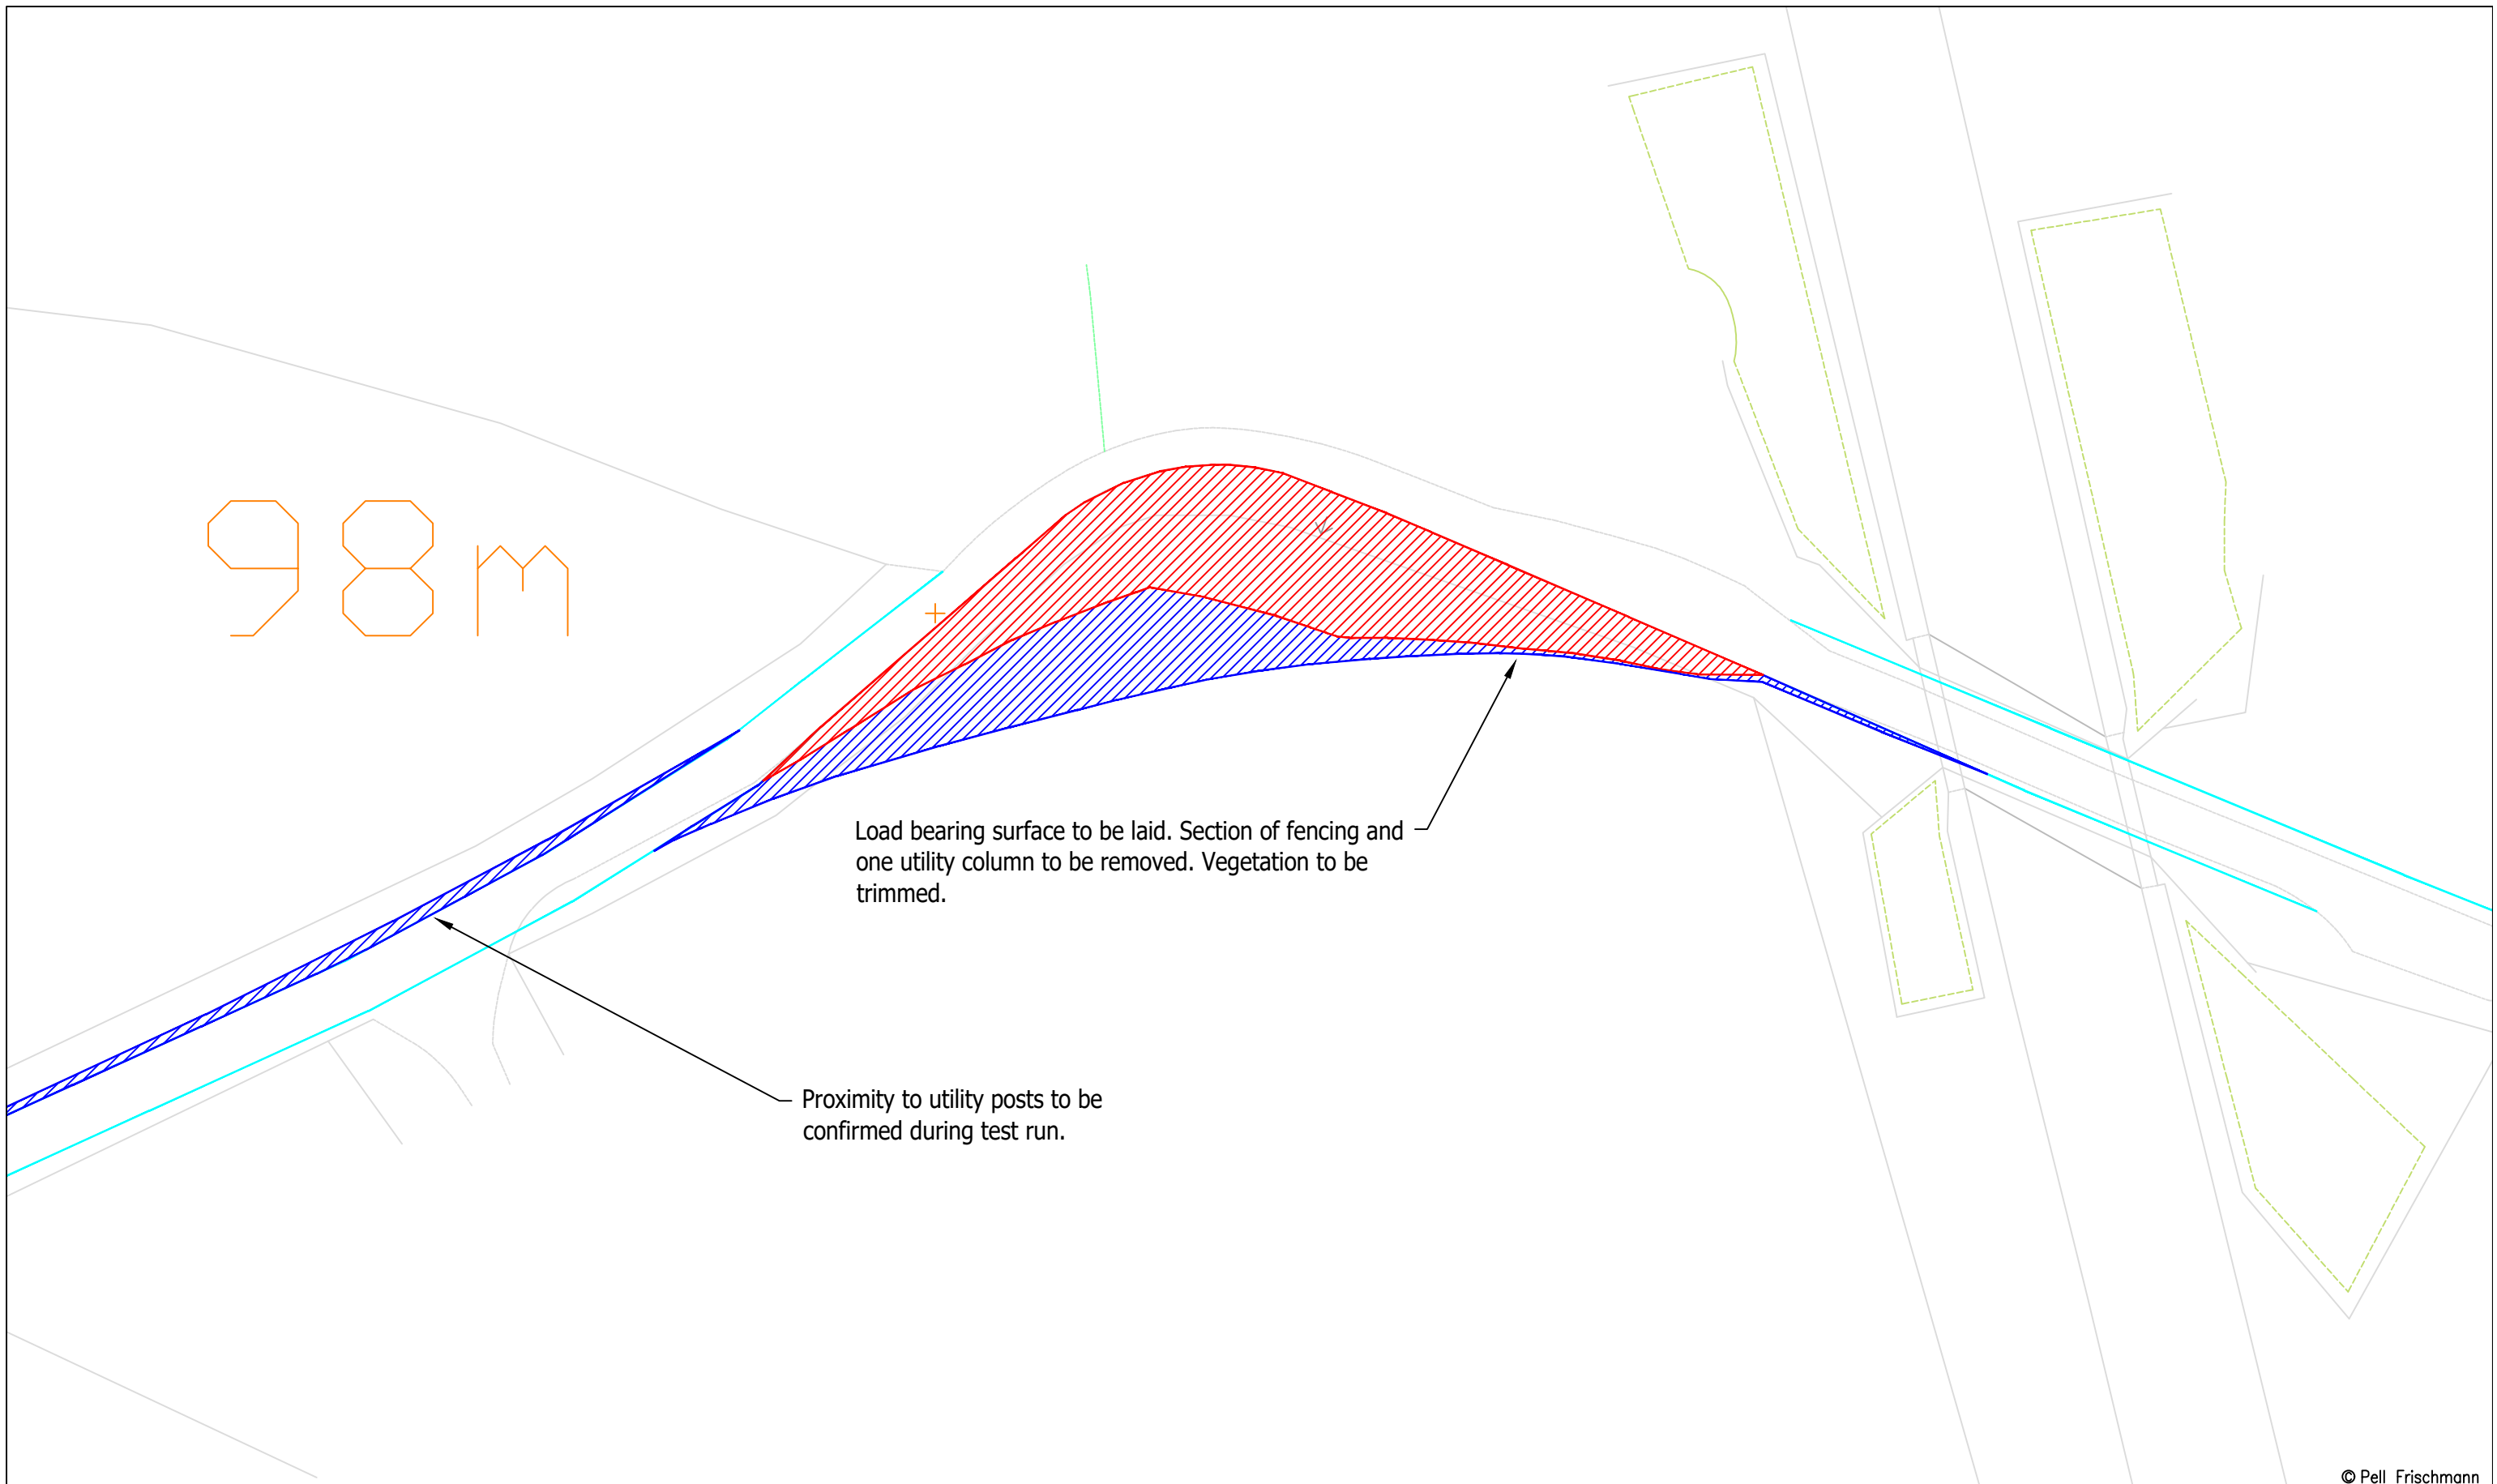 98m
Load bearing surface to be laid. Section of fencing and
one utility column to be removed. Vegetation to be
trimmed.
Proximity to utility posts to be
confirmed during test run.
© Pell Frischmann